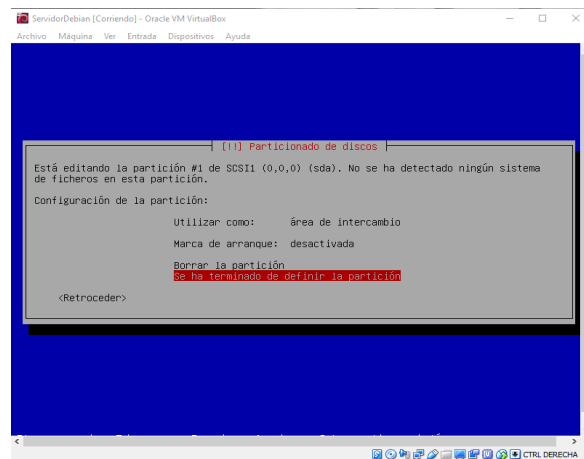 ServidorDebian [Corriendo] - Oracle VM VirtualBox
Archivo Máquina Ver Entrada Dispositivos Ayuda
[!!] Particionado de discos
Está editando la partición #1 de SCSI1 (0,0,0) (sda). No se ha detectado ningún sistema
de ficheros en esta partición.
Configuración de la partición:
Utilizar como: área de intercambio
Marca de arranque: desactivada
Borrar la partición
Se ha terminado de definir la partición
<Retroceder>
CTRL DERECHA